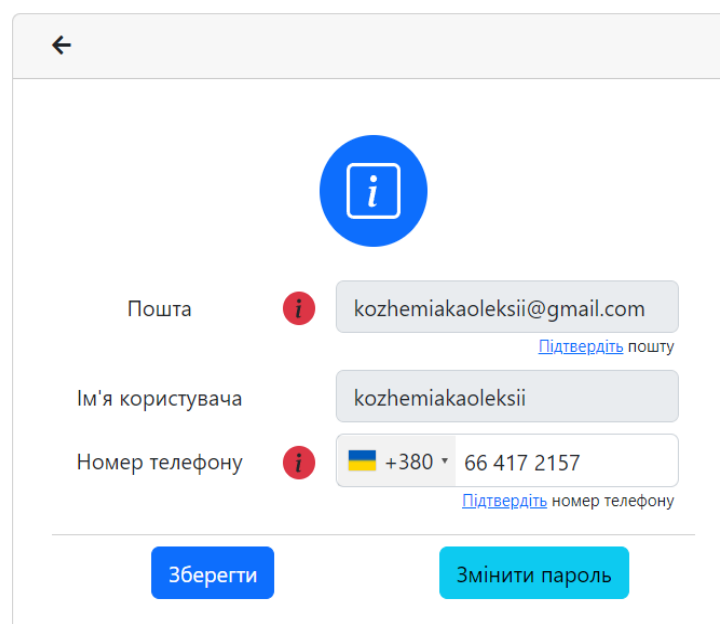 Пошта kozhemiakaoleksii@gmail.com
Підтвердіть пошту
Ім'я користувача kozhemiakaoleksii
Номер телефону +380 66 417 2157
Підтвердіть номер телефону
Зберегти Змінити пароль